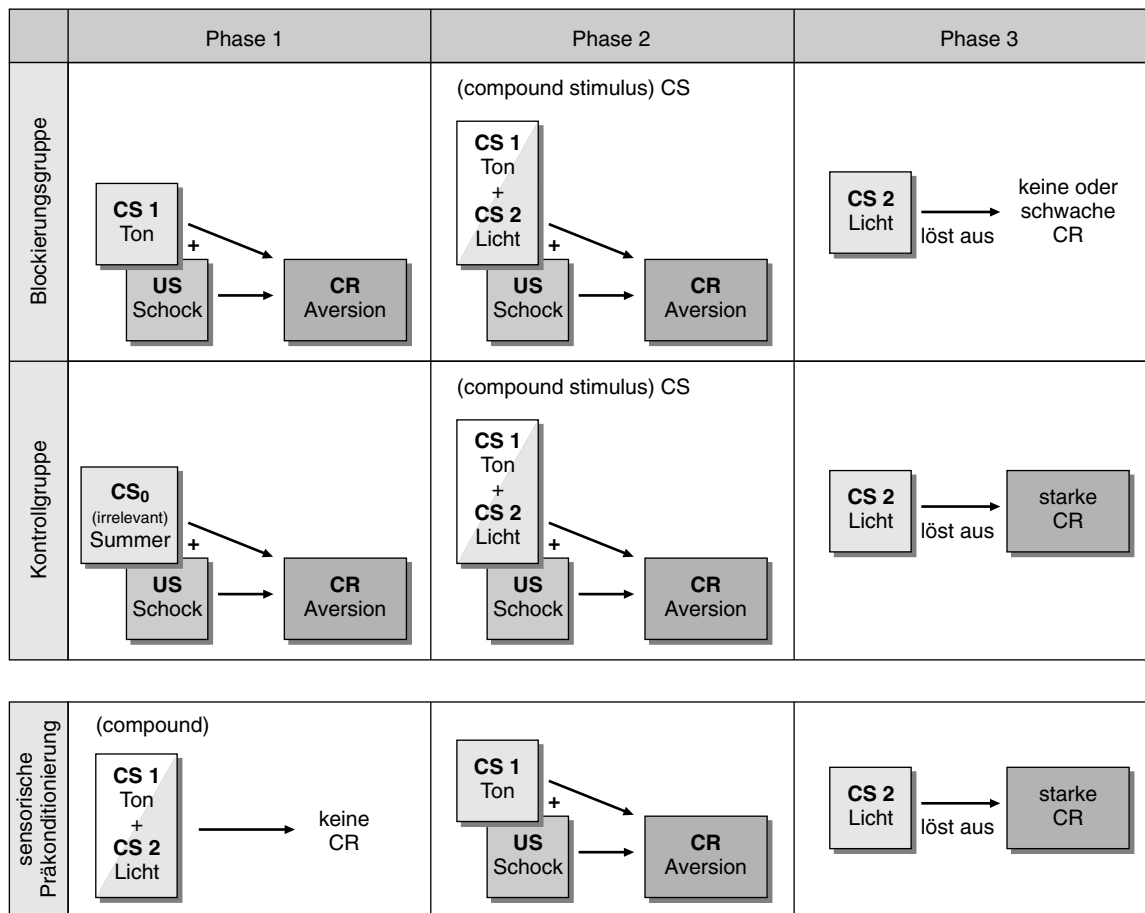 Phase 1
Phase 2
Phase 3
Blockierungsgruppe
CS 1
Ton
+
US
Schock
CR
Aversion
(compound stimulus) CS
CS 1
Ton
+
CS 2
Licht
+
US
Schock
CR
Aversion
CS 2
Licht
löst aus
keine oder
schwache
CR
Kontrollgruppe
CS0
(irrelevant)
Summer
+
US
Schock
CR
Aversion
(compound stimulus) CS
CS 1
Ton
+
CS 2
Licht
+
US
Schock
CR
Aversion
CS 2
Licht
löst aus
starke
CR
sensorische
Präkonditionierung
(compound)
CS 1
Ton
+
CS 2
Licht
keine
CR
CS 1
Ton
+
US
Schock
CR
Aversion
CS 2
Licht
löst aus
starke
CR